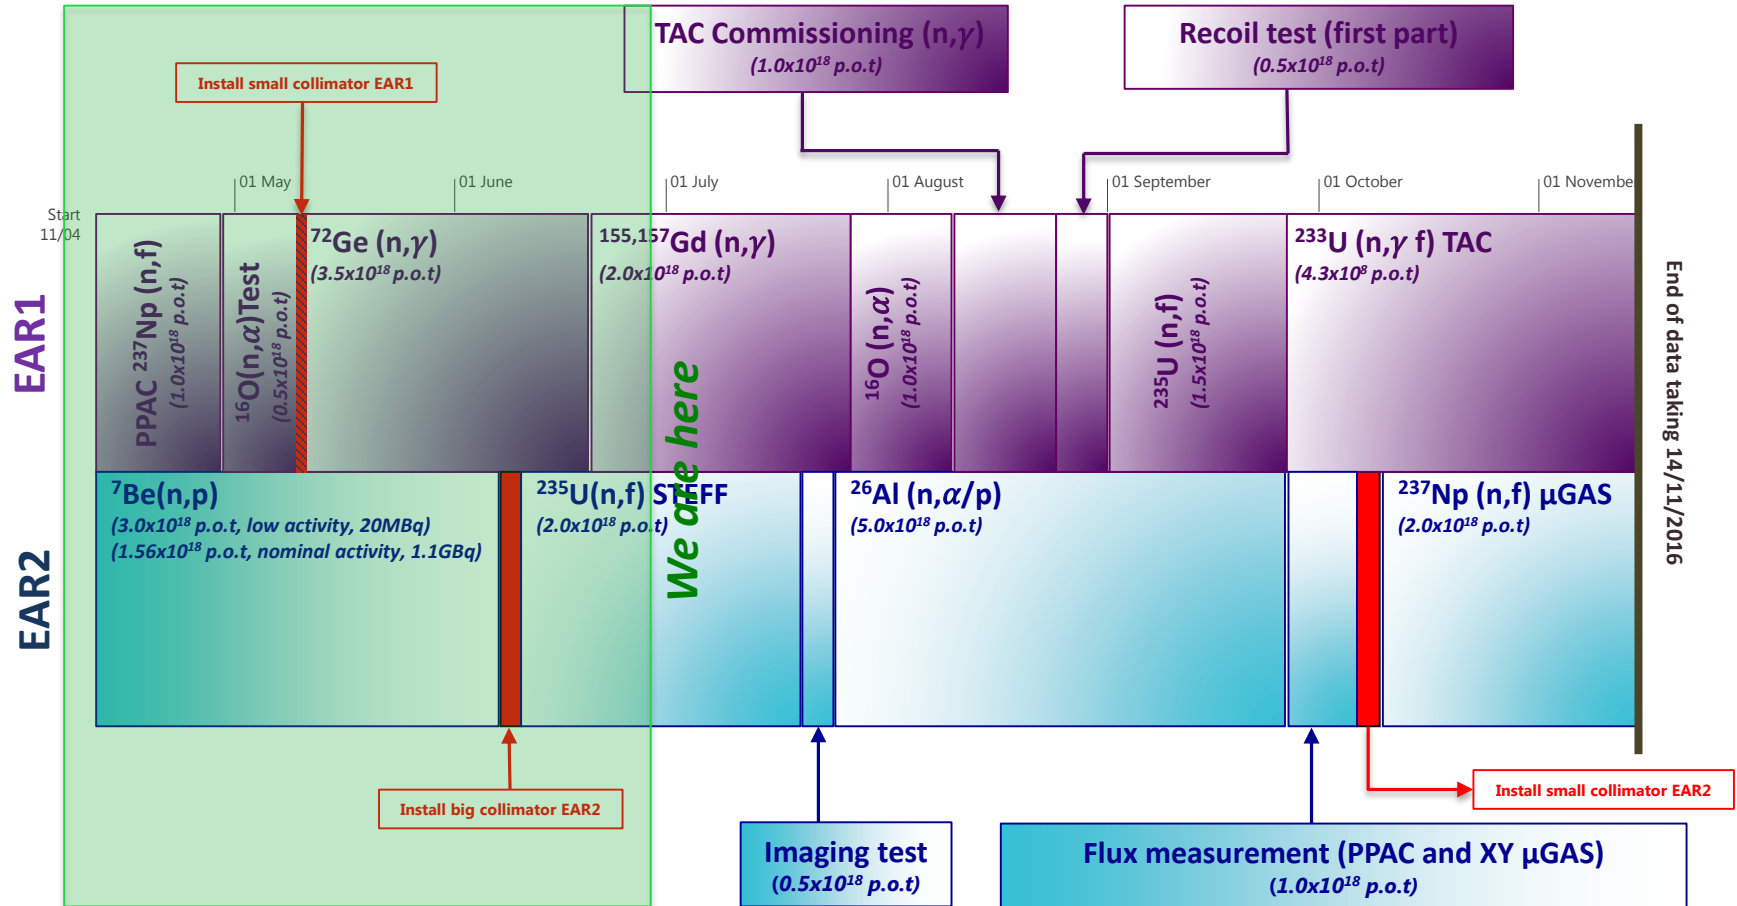 TAC Commissioning (n,γ)
(1.0x10¹⁸ p.o.t)
Recoil test (first part)
(0.5x10¹⁸ p.o.t)
Install small collimator EAR1
01 May
01 June
01 July
01 August
01 September
01 October
01 November
Start
11/04
EAR1
PPAC ²³⁷Np (n,f)
(1.0x10¹⁸ p.o.t)
¹⁶O(n,α)Test
(0.5x10¹⁸ p.o.t)
⁷²Ge (n,γ)
(3.5x10¹⁸ p.o.t)
¹⁵⁵,¹⁵⁷Gd (n,γ)
(2.0x10¹⁸ p.o.t)
¹⁶O (n,α)
(1.0x10¹⁸ p.o.t)
²³⁵U (n,f)
(1.5x10¹⁸ p.o.t)
²³³U (n,γ f) TAC
(4.3x10⁸ p.o.t)
We are here
End of data taking 14/11/2016
EAR2
⁷Be(n,p)
(3.0x10¹⁸ p.o.t, low activity, 20MBq)
(1.56x10¹⁸ p.o.t, nominal activity, 1.1GBq)
²³⁵U(n,f) STEFF
(2.0x10¹⁸ p.o.t)
²⁶Al (n,α/p)
(5.0x10¹⁸ p.o.t)
²³⁷Np (n,f) µGAS
(2.0x10¹⁸ p.o.t)
Install big collimator EAR2
Install small collimator EAR2
Imaging test
(0.5x10¹⁸ p.o.t)
Flux measurement (PPAC and XY µGAS)
(1.0x10¹⁸ p.o.t)